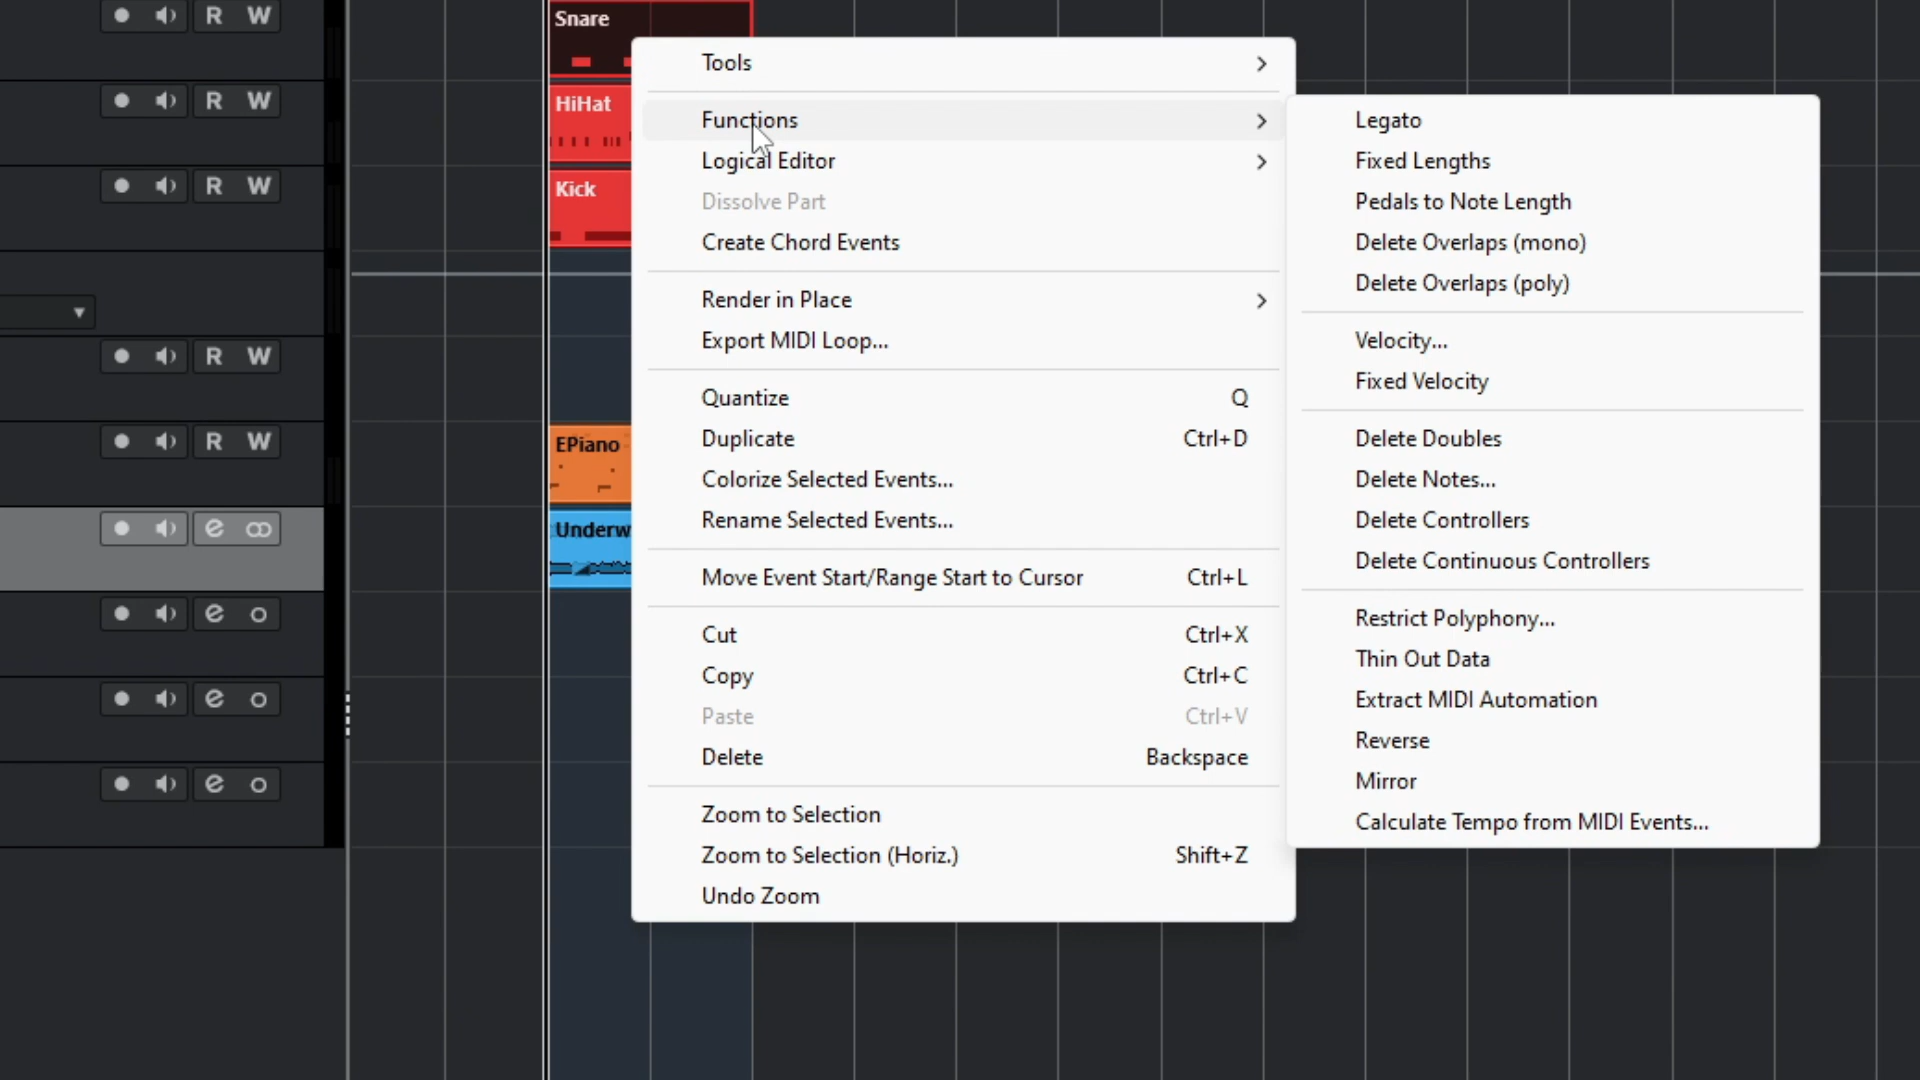 R W
Snare
R W
HiHat
R W
Kick
R W
R W
EPiano
Underw
Tools
Functions
Logical Editor
Dissolve Part
Create Chord Events
Render in Place
Export MIDI Loop...
Quantize Q
Duplicate Ctrl+D
Colorize Selected Events...
Rename Selected Events...
Move Event Start/Range Start to Cursor Ctrl+L
Cut Ctrl+X
Copy Ctrl+C
Paste Ctrl+V
Delete Backspace
Zoom to Selection
Zoom to Selection (Horiz.) Shift+Z
Undo Zoom
Legato
Fixed Lengths
Pedals to Note Length
Delete Overlaps (mono)
Delete Overlaps (poly)
Velocity...
Fixed Velocity
Delete Doubles
Delete Notes...
Delete Controllers
Delete Continuous Controllers
Restrict Polyphony...
Thin Out Data
Extract MIDI Automation
Reverse
Mirror
Calculate Tempo from MIDI Events...